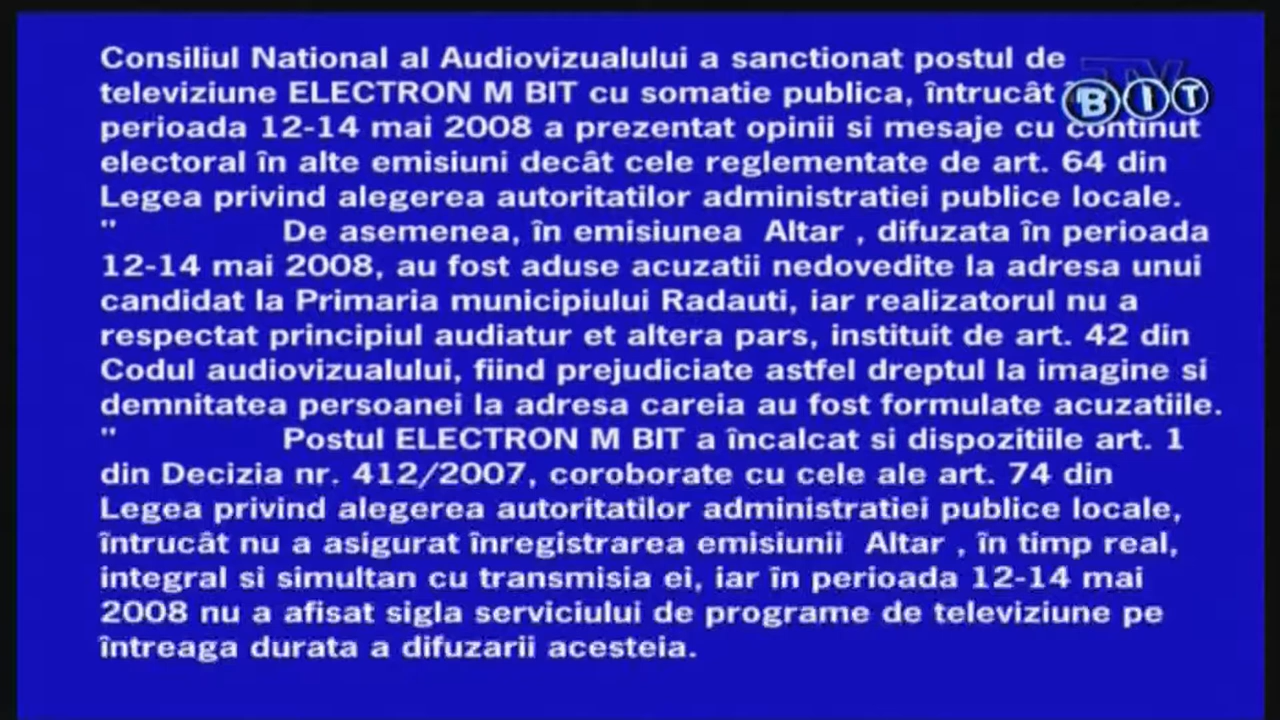 Consiliul National al Audiovizualului a sanctionat postul de
televiziune ELECTRON M BIT cu somatie publica, întrucât
perioada 12-14 mai 2008 a prezentat opinii si mesaje cu continut
electoral în alte emisiuni decât cele reglementate de art. 64 din
Legea privind alegerea autoritatilor administratiei publice locale.
" De asemenea, în emisiunea Altar , difuzata în perioada
12-14 mai 2008, au fost aduse acuzatii nedovedite la adresa unui
candidat la Primaria municipiului Radauti, iar realizatorul nu a
respectat principiul audiatur et altera pars, instituit de art. 42 din
Codul audiovizualului, fiind prejudiciate astfel dreptul la imagine si
demnitatea persoanei la adresa careia au fost formulate acuzatiile.
" Postul ELECTRON M BIT a încalcat si dispozitiile art. 1
din Decizia nr. 412/2007, coroborate cu cele ale art. 74 din
Legea privind alegerea autoritatilor administratiei publice locale,
întrucât nu a asigurat înregistrarea emisiunii Altar , în timp real,
integral si simultan cu transmisia ei, iar în perioada 12-14 mai
2008 nu a afisat sigla serviciului de programe de televiziune pe
întreaga durata a difuzarii acesteia.
TV
BIT